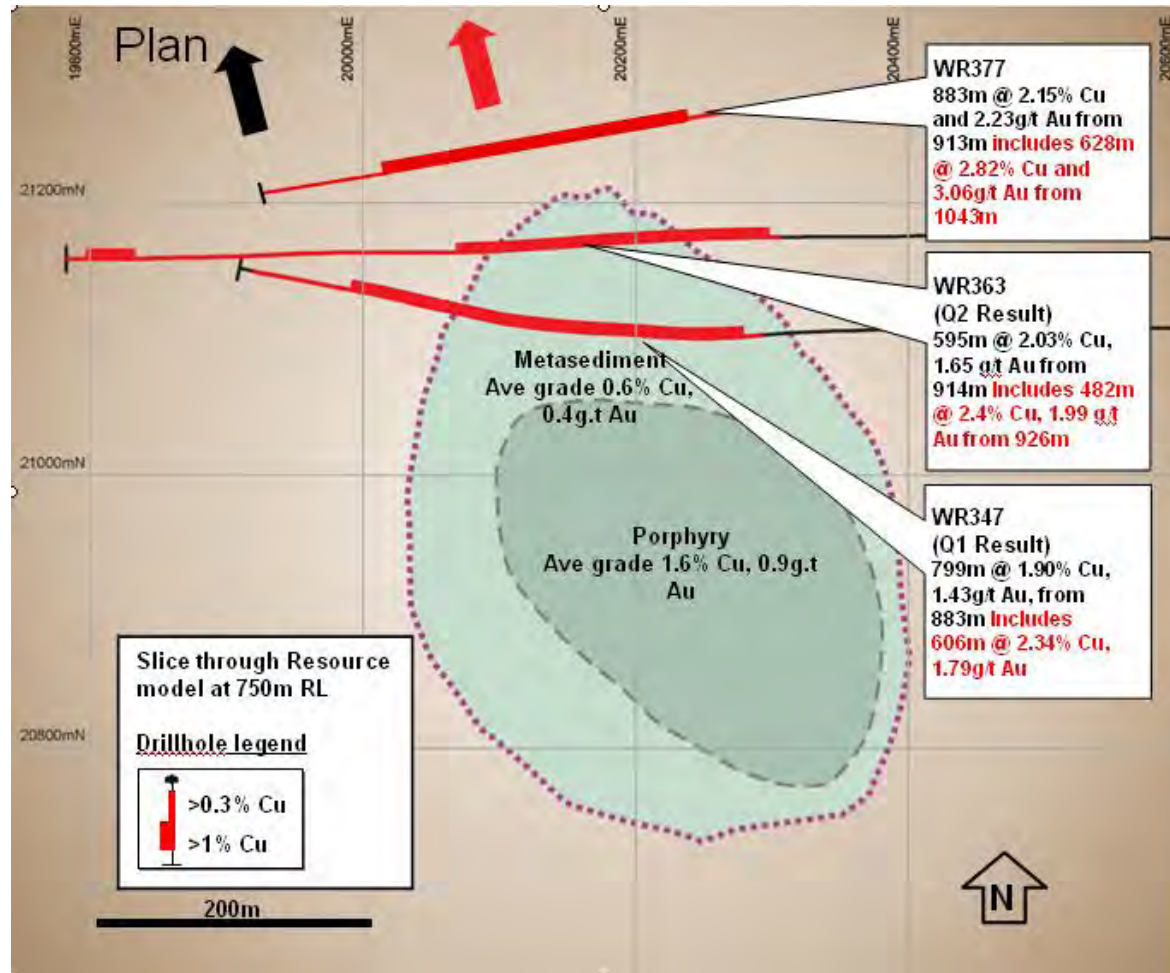 Plan
19800mE
20000mE
20200mE
20400mE
20600mE
21200mN
21000mN
20800mN
WR377
883m @ 2.15% Cu
and 2.23g/t Au from
913m includes 628m
@ 2.82% Cu and
3.06g/t Au from
1043m
WR363
(Q2 Result)
595m @ 2.03% Cu,
1.65 g/t Au from
914m Includes 482m
@ 2.4% Cu, 1.99 g/t
Au from 926m
WR347
(Q1 Result)
799m @ 1.90% Cu,
1.43g/t Au, from
883m Includes
606m @ 2.34% Cu,
1.79g/t Au
Metasediment
Ave grade 0.6% Cu,
0.4g.t Au
Porphyry
Ave grade 1.6% Cu, 0.9g.t
Au
Slice through Resource
model at 750m RL
Drillhole legend
>0.3% Cu
>1% Cu
200m
N